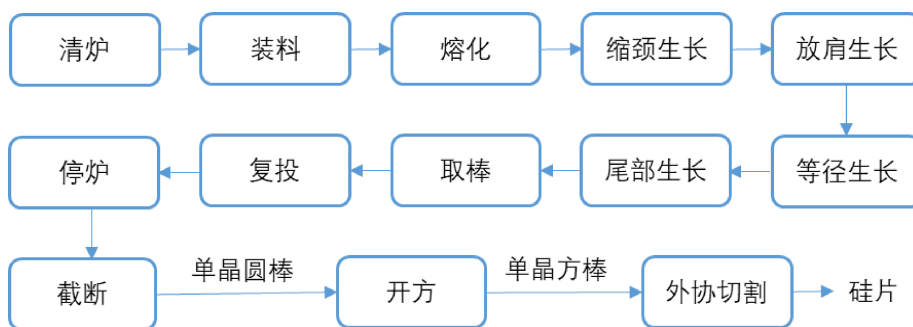 清炉
装料
熔化
缩颈生长
放肩生长
停炉
复投
取棒
尾部生长
等径生长
截断
单晶圆棒
开方
单晶方棒
外协切割
硅片